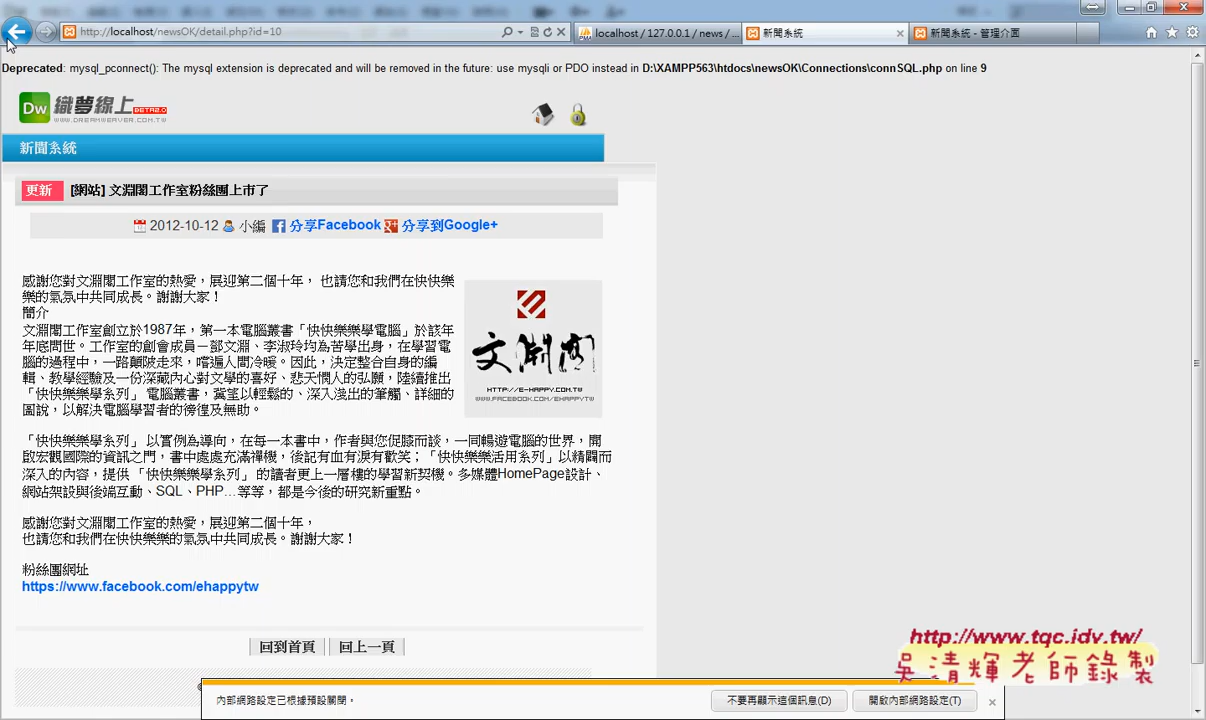 http://localhost/newsOK/detail.php?id=10
localhost / 127.0.0.1 / news / ...
新聞系統
新聞系統 - 管理介面
Deprecated: mysql_pconnect(): The mysql extension is deprecated and will be removed in the future: use mysqli or PDO instead in D:\XAMPP563\htdocs\newsOK\Connections\connSQL.php on line 9
Dw 織夢線上 BETA2.0
WWW.DREAMWEAVER.COM.TW
新聞系統
更新 [網站] 文淵閣工作室粉絲團上市了
2012-10-12 小編 分享Facebook 分享到Google+
感謝您對文淵閣工作室的熱愛，展迎第二個十年， 也請您和我們在快快樂
樂的氣氛中共同成長。謝謝大家！
簡介
文淵閣工作室創立於1987年，第一本電腦叢書「快快樂樂學電腦」於該年
年底問世。工作室的創會成員－鄧文淵、李淑玲均為苦學出身，在學習電
腦的過程中，一路顛陂走來，嚐遍人間冷暖。因此，決定整合自身的編
輯、教學經驗及一份深藏內心對文學的喜好、悲天憫人的弘願，陸續推出
「快快樂樂學系列」 電腦叢書，冀望以輕鬆的、深入淺出的筆觸、詳細的
圖說，以解決電腦學習者的徬徨及無助。
文淵閣
HTTP://E-HAPPY.COM.TW
WWW.FACEBOOK.COM/EHAPPYTW
「快快樂樂學系列」 以實例為導向，在每一本書中，作者與您促膝而談，一同暢遊電腦的世界，開
啟宏觀國際的資訊之門，書中處處充滿禪機，後記有血有淚有歡笑；「快快樂樂活用系列」以精闢而
深入的內容，提供 「快快樂樂學系列」 的讀者更上一層樓的學習新契機。多媒體HomePage設計、
網站架設與後端互動、SQL、PHP…等等，都是今後的研究新重點。
感謝您對文淵閣工作室的熱愛，展迎第二個十年，
也請您和我們在快快樂樂的氣氛中共同成長。謝謝大家！
粉絲團網址
https://www.facebook.com/ehappytw
回到首頁 回上一頁
http://www.tqc.idv.tw/
吳清輝老師錄製
內部網路設定已根據預設關閉。 不要再顯示這個訊息(D) 開啟內部網路設定(T)